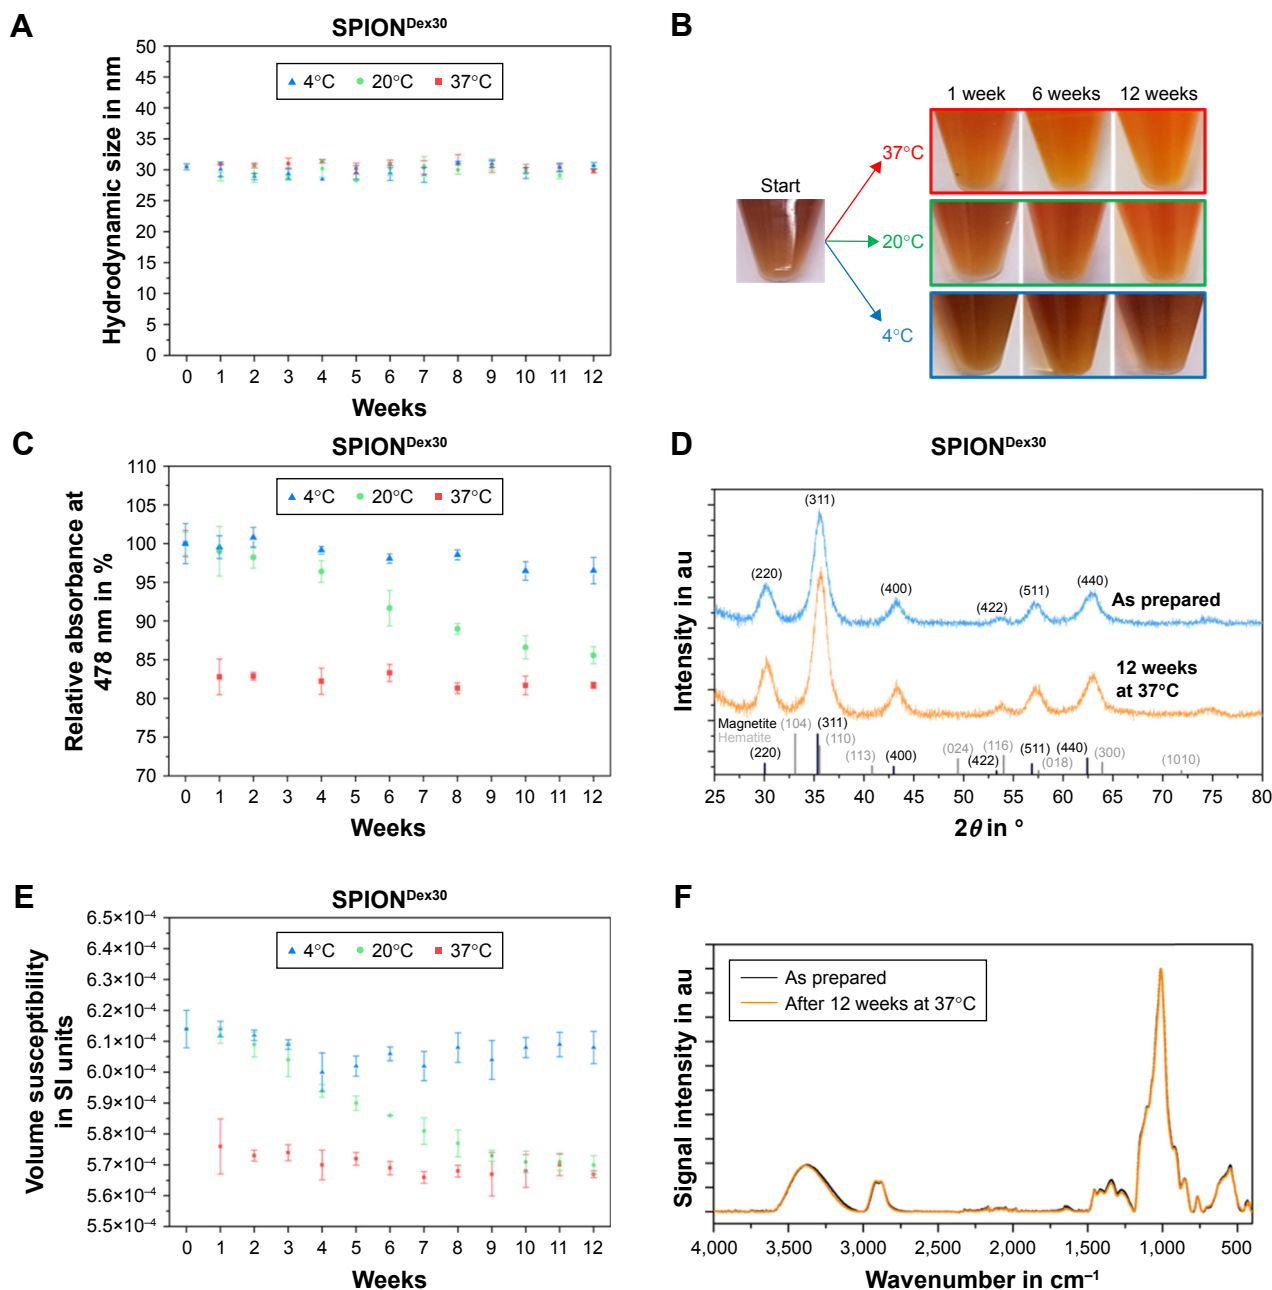 A
SPION^Dex30
Hydrodynamic size in nm
50
45
40
35
30
25
20
15
10
5
0
4°C 20°C 37°C
0 1 2 3 4 5 6 7 8 9 10 11 12
Weeks
B
1 week 6 weeks 12 weeks
Start
37°C
20°C
4°C
C
SPION^Dex30
Relative absorbance at
478 nm in %
110
105
100
95
90
85
80
75
70
4°C 20°C 37°C
0 1 2 3 4 5 6 7 8 9 10 11 12
Weeks
D
SPION^Dex30
Intensity in au
(311)
(220) (400) (422) (511) (440)
As prepared
12 weeks
at 37°C
Magnetite
Hematite
(104) (311)
(220) (110) (113) (400) (024) (116) (422) (511) (018) (440) (300) (1010)
25 30 35 40 45 50 55 60 65 70 75 80
2θ in °
E
SPION^Dex30
Volume susceptibility
in SI units
6.5×10⁻⁴
6.4×10⁻⁴
6.3×10⁻⁴
6.2×10⁻⁴
6.1×10⁻⁴
6.0×10⁻⁴
5.9×10⁻⁴
5.8×10⁻⁴
5.7×10⁻⁴
5.6×10⁻⁴
5.5×10⁻⁴
4°C 20°C 37°C
0 1 2 3 4 5 6 7 8 9 10 11 12
Weeks
F
Signal intensity in au
As prepared
After 12 weeks at 37°C
4,000 3,500 3,000 2,500 2,000 1,500 1,000 500
Wavenumber in cm⁻¹